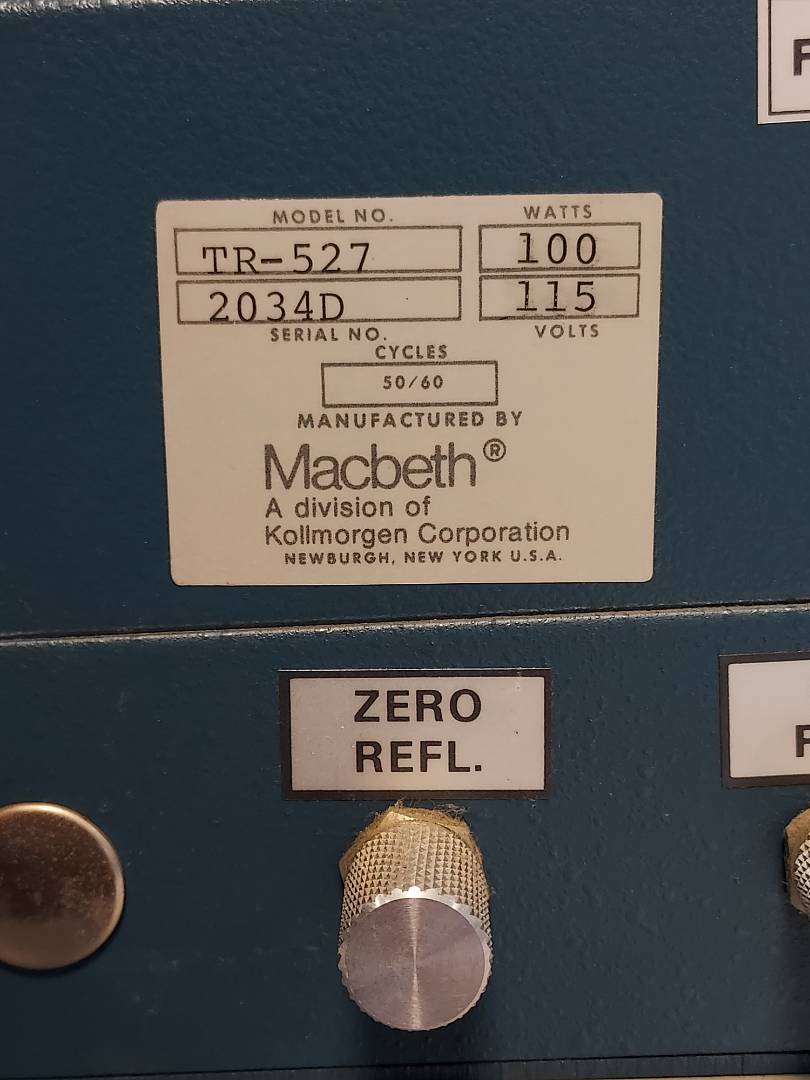 MODEL NO. WATTS
TR-527 100
2034D 115
SERIAL NO. VOLTS
CYCLES
50/60
MANUFACTURED BY
Macbeth®
A division of
Kollmorgen Corporation
NEWBURGH, NEW YORK U.S.A.
ZERO
REFL.